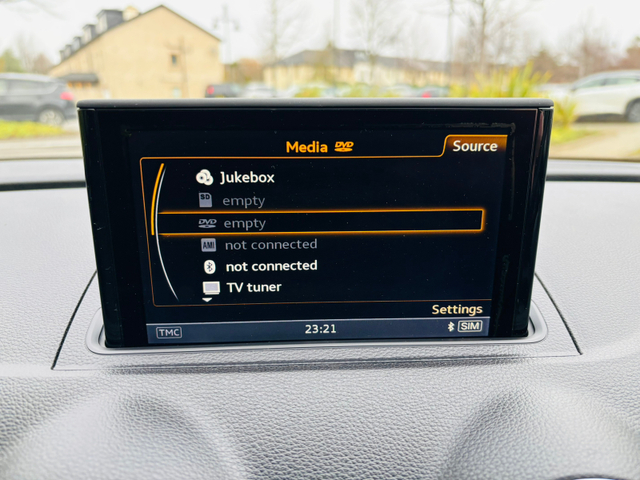 Media DVD
Source
Jukebox
SD empty
DVD empty
AMI not connected
not connected
TV tuner
Settings
TMC 23:21 SIM